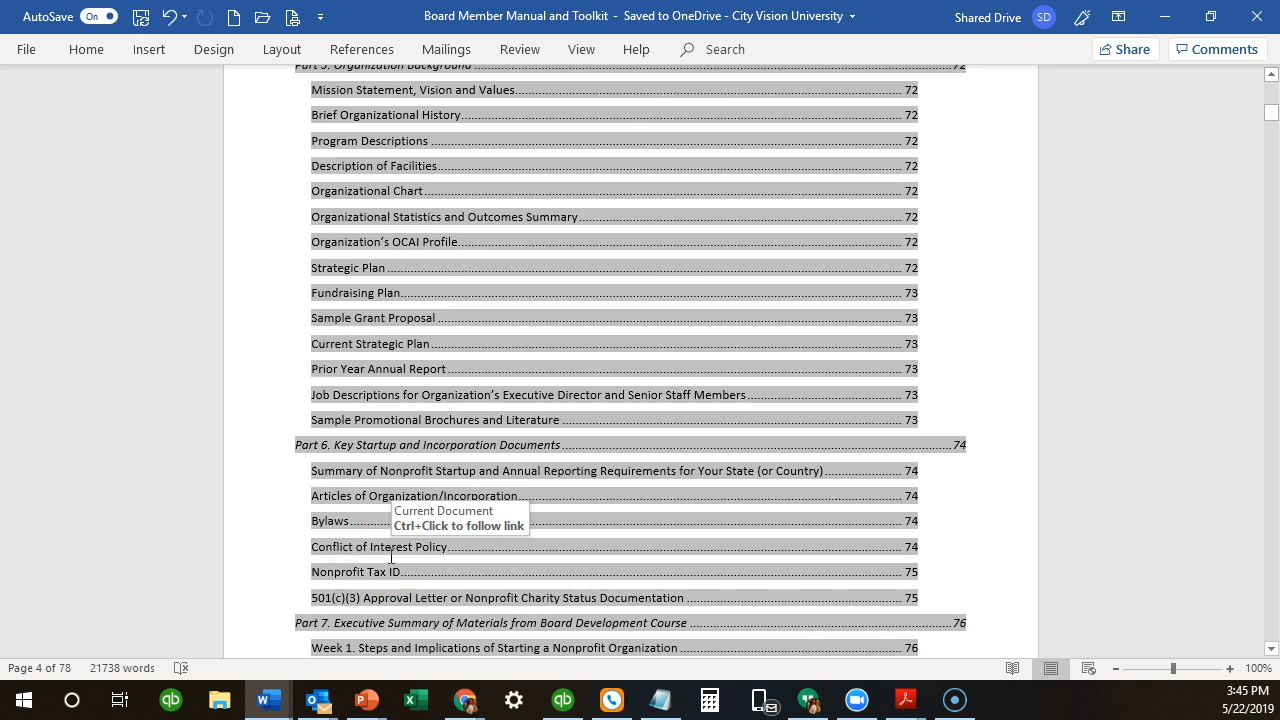 AutoSave On Board Member Manual and Toolkit - Saved to OneDrive - City Vision University Shared Drive SD
File Home Insert Design Layout References Mailings Review View Help Search Share Comments
Part 5. Organization Background 72
Mission Statement, Vision and Values 72
Brief Organizational History 72
Program Descriptions 72
Description of Facilities 72
Organizational Chart 72
Organizational Statistics and Outcomes Summary 72
Organization's OCAI Profile 72
Strategic Plan 72
Fundraising Plan 73
Sample Grant Proposal 73
Current Strategic Plan 73
Prior Year Annual Report 73
Job Descriptions for Organization's Executive Director and Senior Staff Members 73
Sample Promotional Brochures and Literature 73
Part 6. Key Startup and Incorporation Documents 74
Summary of Nonprofit Startup and Annual Reporting Requirements for Your State (or Country) 74
Articles of Organization/Incorporation 74
Current Document
Bylaws 74
Ctrl+Click to follow link
Conflict of Interest Policy 74
Nonprofit Tax ID 75
501(c)(3) Approval Letter or Nonprofit Charity Status Documentation 75
Part 7. Executive Summary of Materials from Board Development Course 76
Week 1. Steps and Implications of Starting a Nonprofit Organization 76
Page 4 of 78 21738 words 100%
3:45 PM
5/22/2019